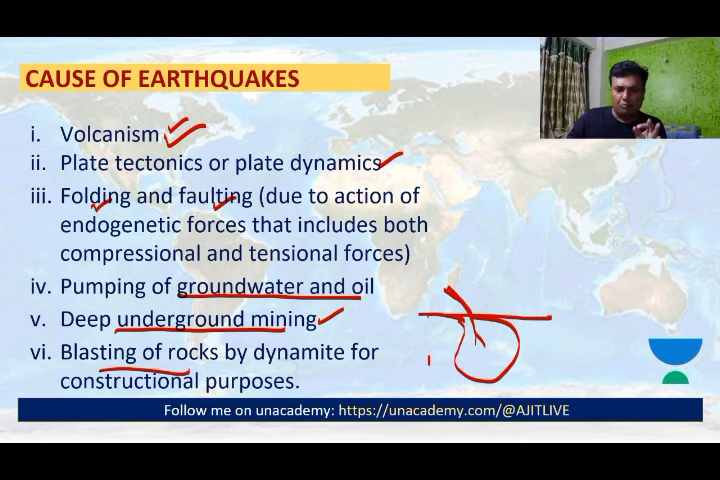 CAUSE OF EARTHQUAKES
i. Volcanism
ii. Plate tectonics or plate dynamics
iii. Folding and faulting (due to action of
endogenetic forces that includes both
compressional and tensional forces)
iv. Pumping of groundwater and oil
v. Deep underground mining
vi. Blasting of rocks by dynamite for
constructional purposes.
Follow me on unacademy: https://unacademy.com/@AJITLIVE